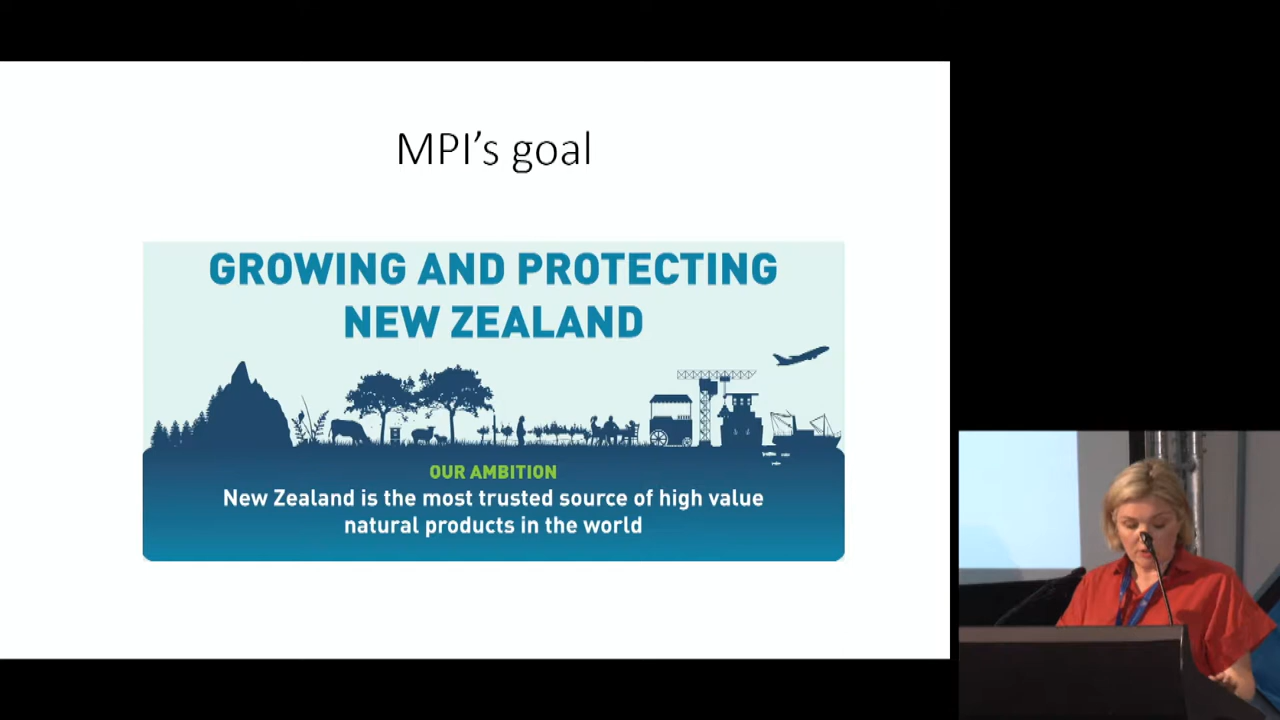 MPI's goal
GROWING AND PROTECTING
NEW ZEALAND
OUR AMBITION
New Zealand is the most trusted source of high value
natural products in the world